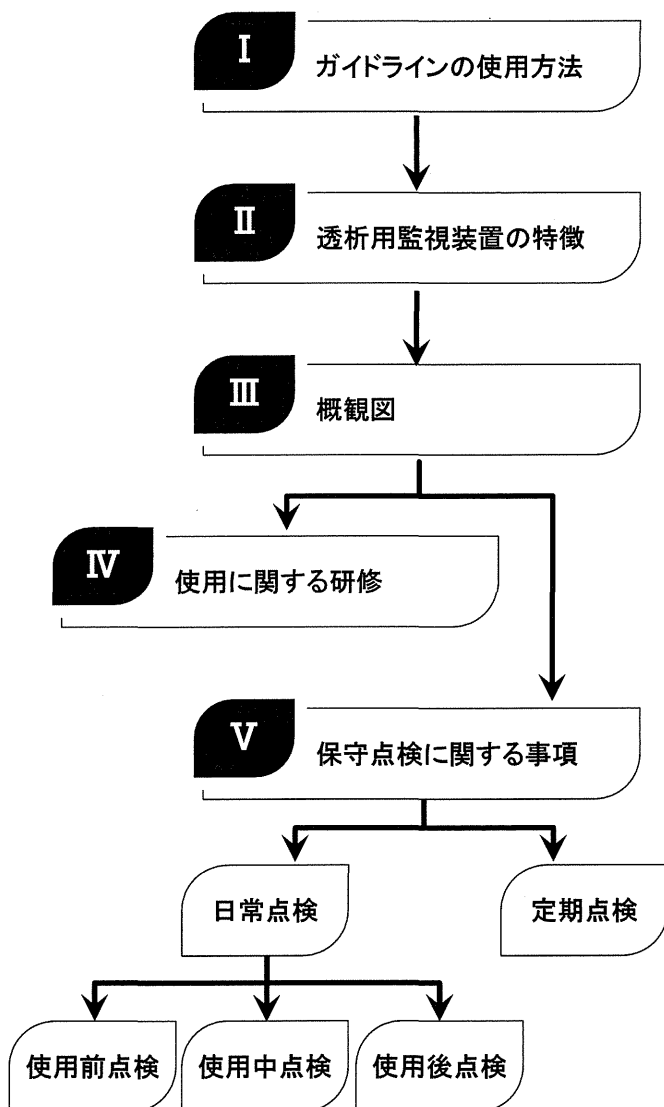 Ⅰ
ガイドラインの使用方法
Ⅱ
透析用監視装置の特徴
Ⅲ
概観図
Ⅳ
使用に関する研修
Ⅴ
保守点検に関する事項
日常点検
定期点検
使用前点検
使用中点検
使用後点検